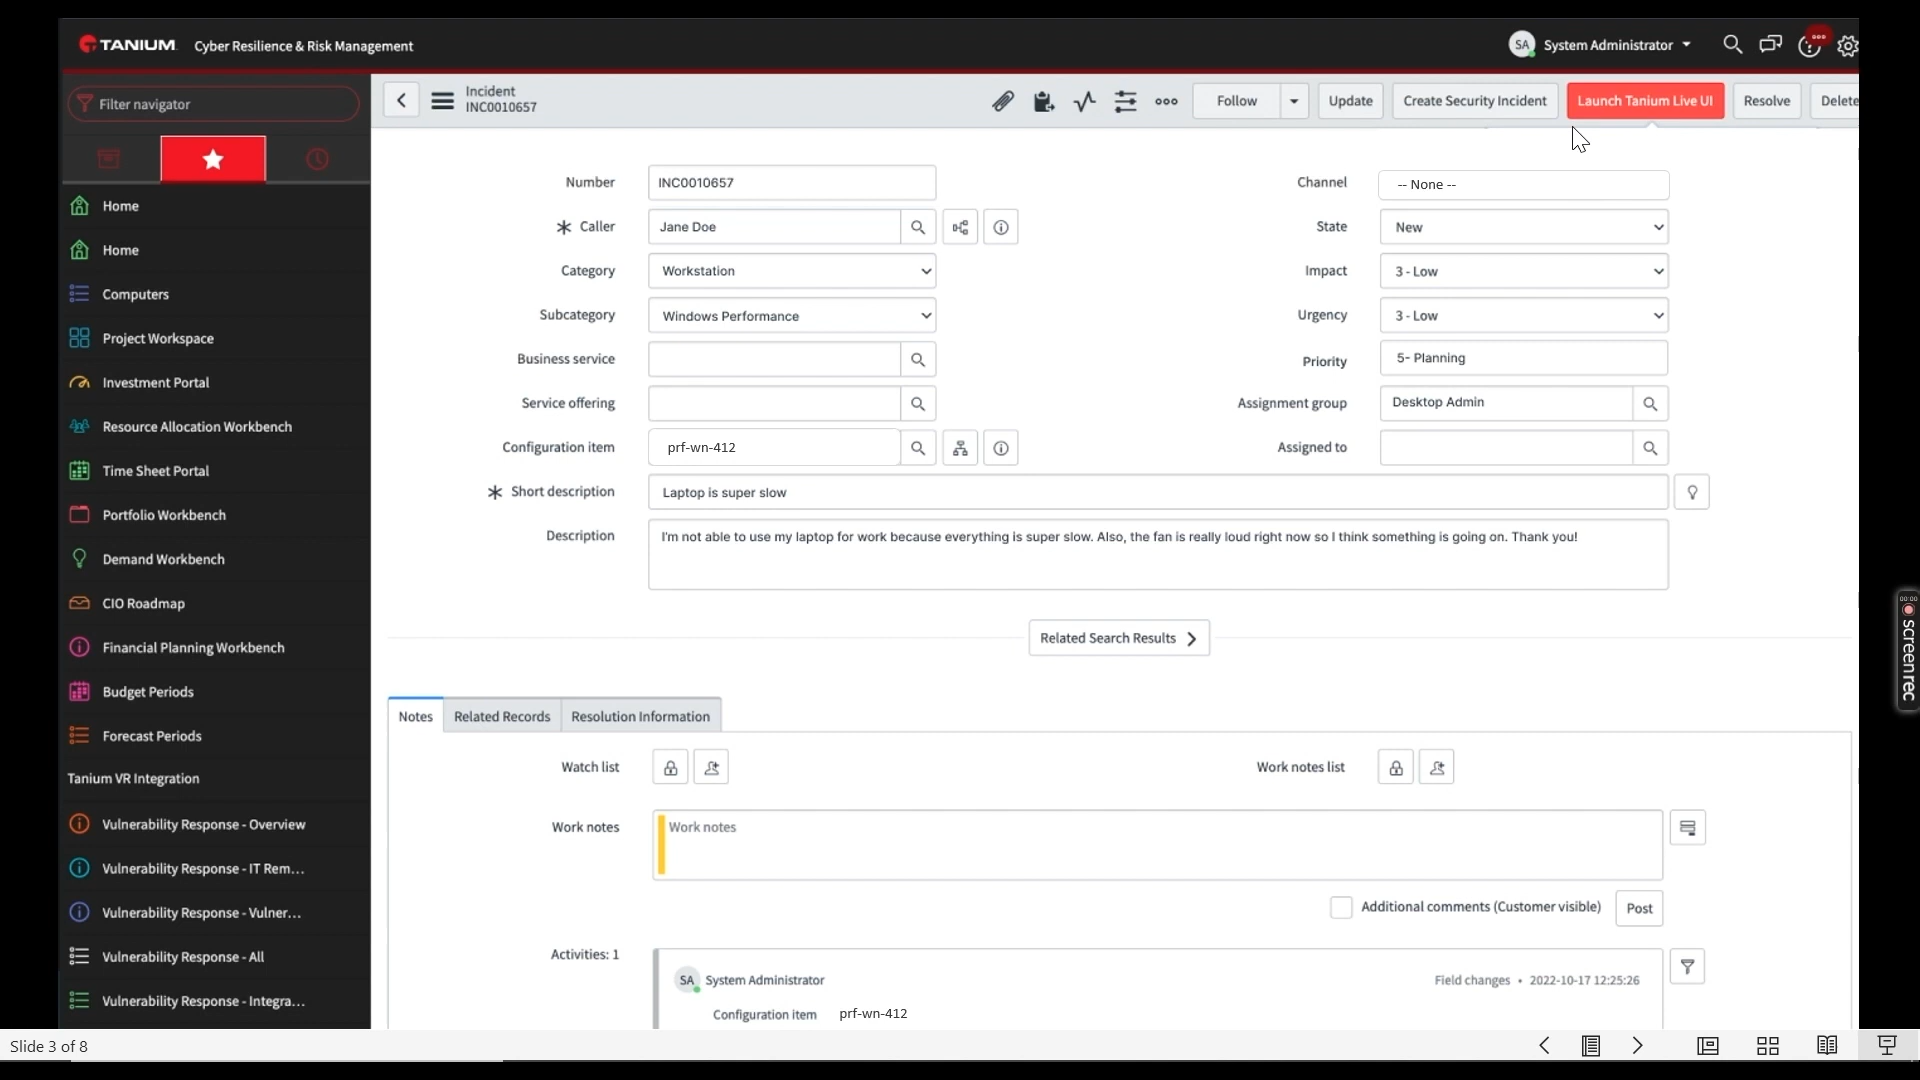 TANIUM Cyber Resilience & Risk Management
SA System Administrator
Filter navigator
Home
Home
Computers
Project Workspace
Investment Portal
Resource Allocation Workbench
Time Sheet Portal
Portfolio Workbench
Demand Workbench
CIO Roadmap
Financial Planning Workbench
Budget Periods
Forecast Periods
Tanium VR Integration
Vulnerability Response - Overview
Vulnerability Response - IT Rem...
Vulnerability Response - Vulner...
Vulnerability Response - All
Vulnerability Response - Integra...
Incident
INC0010657
Follow
Update
Create Security Incident
Launch Tanium Live UI
Resolve
Delete
Number INC0010657
Caller Jane Doe
Category Workstation
Subcategory Windows Performance
Business service
Service offering
Configuration item prf-wn-412
Channel -- None --
State New
Impact 3 - Low
Urgency 3 - Low
Priority 5- Planning
Assignment group Desktop Admin
Assigned to
Short description Laptop is super slow
Description I'm not able to use my laptop for work because everything is super slow. Also, the fan is really loud right now so I think something is going on. Thank you!
Related Search Results
Notes
Related Records
Resolution Information
Watch list
Work notes list
Work notes Work notes
Additional comments (Customer visible)
Post
Activities: 1
SA System Administrator
Field changes • 2022-10-17 12:25:26
Configuration item prf-wn-412
Slide 3 of 8
00:00
screenrec